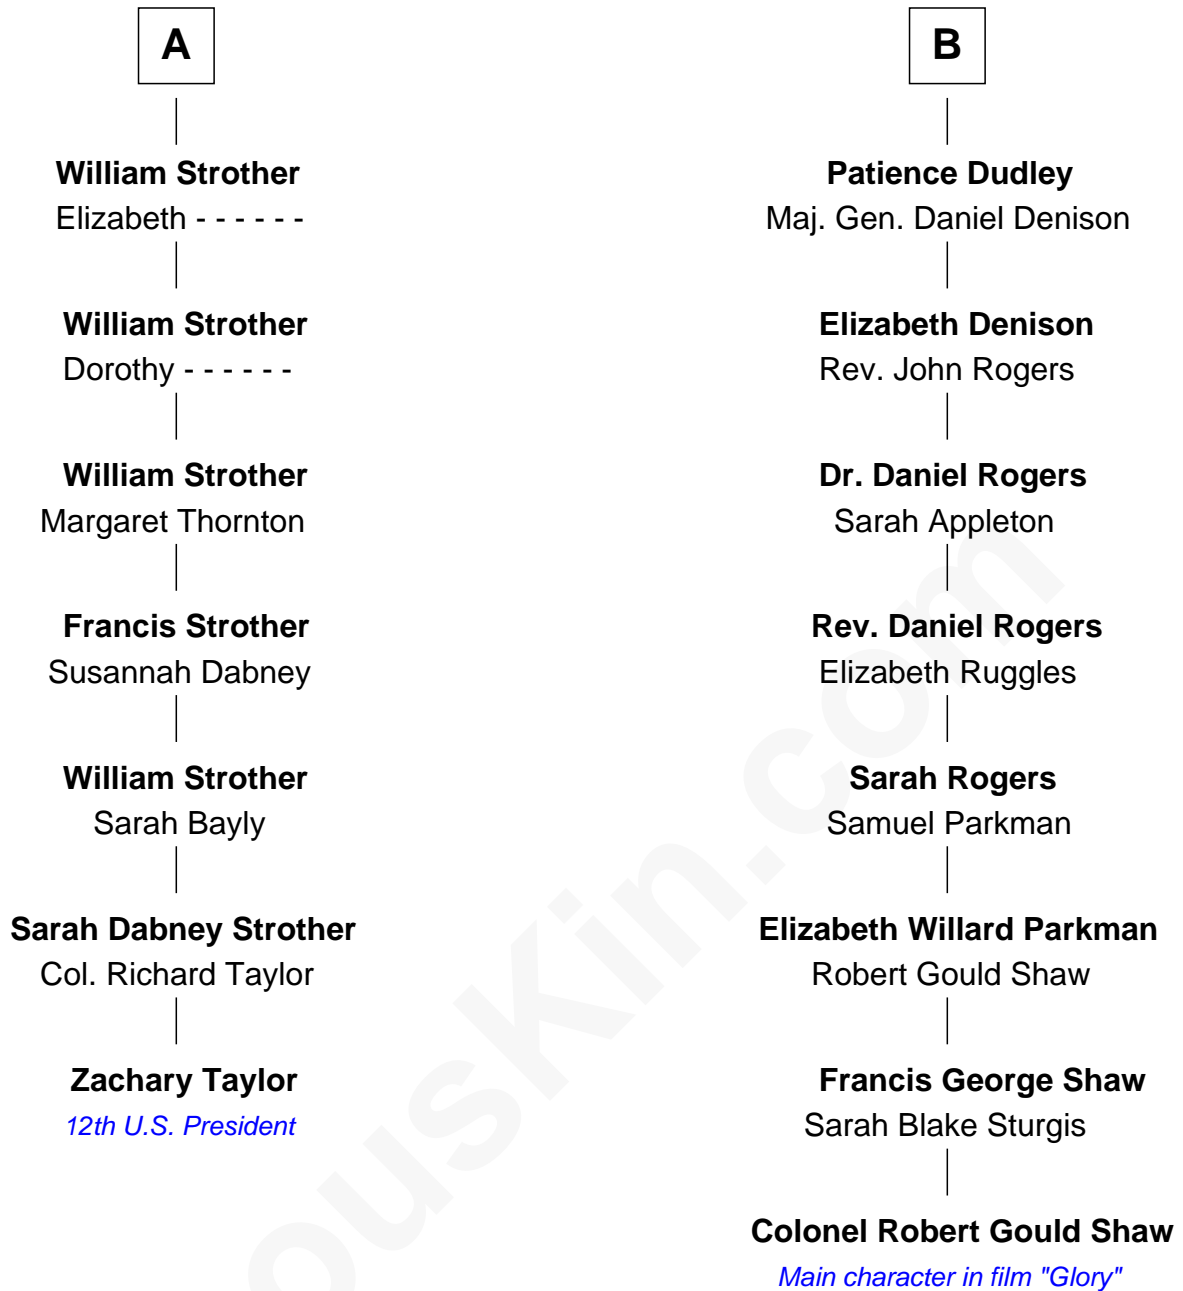 A
William Strother
Elizabeth - - - - - -
William Strother
Dorothy - - - - - -
William Strother
Margaret Thornton
Francis Strother
Susannah Dabney
William Strother
Sarah Bayly
Sarah Dabney Strother
Col. Richard Taylor
Zachary Taylor
12th U.S. President
B
Patience Dudley
Maj. Gen. Daniel Denison
Elizabeth Denison
Rev. John Rogers
Dr. Daniel Rogers
Sarah Appleton
Rev. Daniel Rogers
Elizabeth Ruggles
Sarah Rogers
Samuel Parkman
Elizabeth Willard Parkman
Robert Gould Shaw
Francis George Shaw
Sarah Blake Sturgis
Colonel Robert Gould Shaw
Main character in film "Glory"
ousKin.com